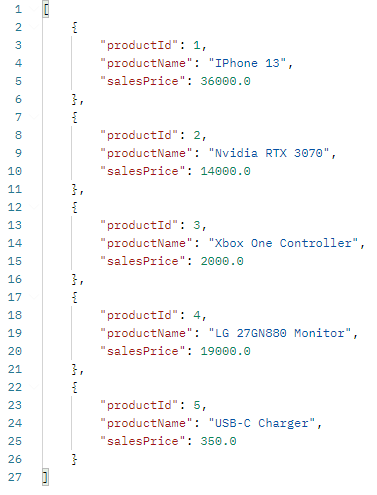 1 [
2 {
3 "productId": 1,
4 "productName": "IPhone 13",
5 "salesPrice": 36000.0
6 },
7 {
8 "productId": 2,
9 "productName": "Nvidia RTX 3070",
10 "salesPrice": 14000.0
11 },
12 {
13 "productId": 3,
14 "productName": "Xbox One Controller",
15 "salesPrice": 2000.0
16 },
17 {
18 "productId": 4,
19 "productName": "LG 27GN880 Monitor",
20 "salesPrice": 19000.0
21 },
22 {
23 "productId": 5,
24 "productName": "USB-C Charger",
25 "salesPrice": 350.0
26 }
27 ]